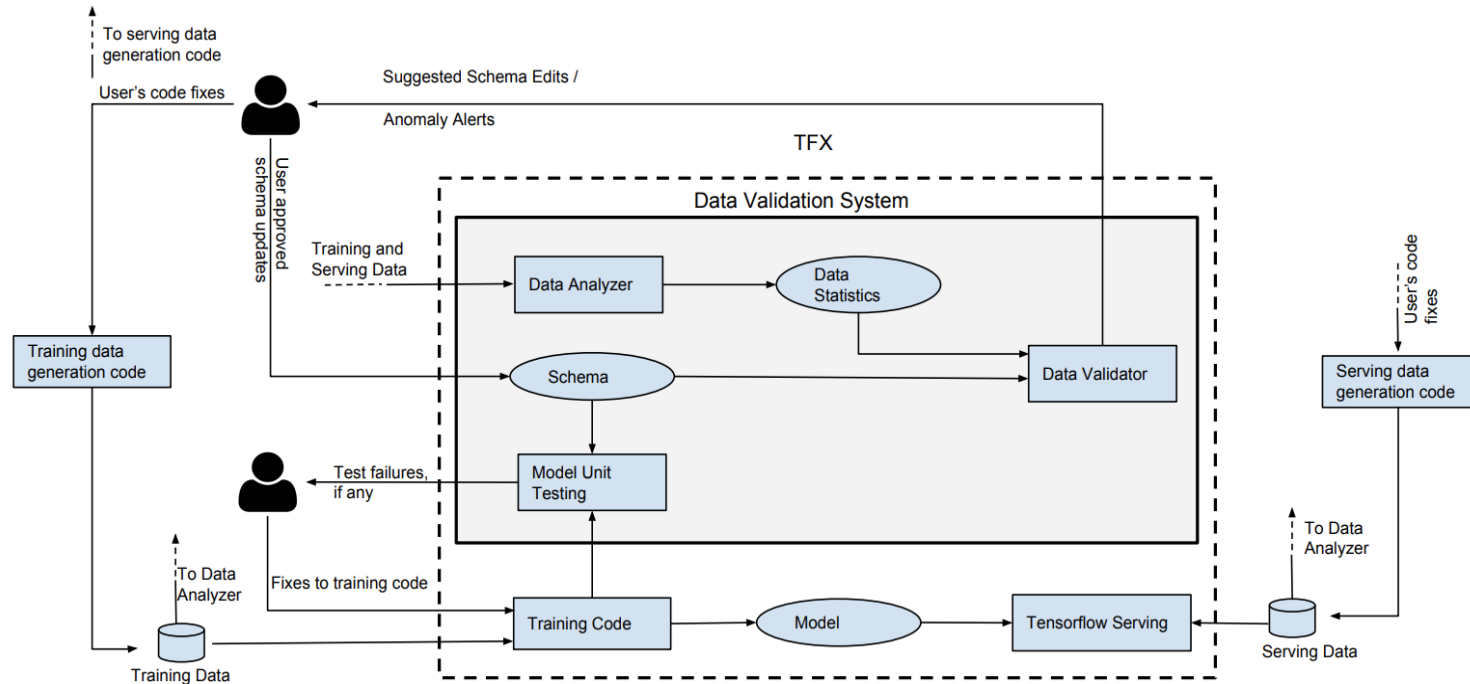 To serving data
generation code
User's code fixes
Suggested Schema Edits /
Anomaly Alerts
TFX
Data Validation System
User approved
schema updates
Training and
Serving Data
Data Analyzer
Data
Statistics
User's code
fixes
Training data
generation code
Schema
Data Validator
Serving data
generation code
Test failures,
if any
Model Unit
Testing
To Data
Analyzer
To Data
Analyzer
Fixes to training code
Training Code
Model
Tensorflow Serving
Training Data
Serving Data